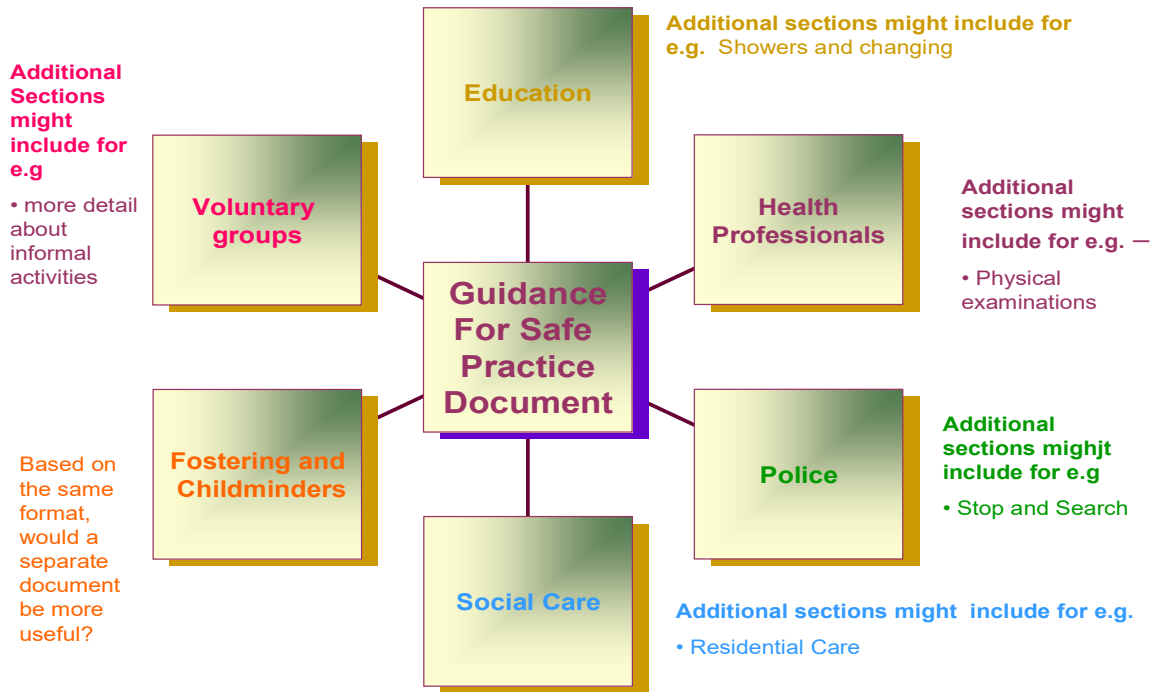 Education
Additional sections might include for
e.g. Showers and changing
Additional
Sections
might
include for
e.g
• more detail
about
informal
activities
Voluntary
groups
Health
Professionals
Additional
sections might
include for e.g. –
• Physical
examinations
Guidance
For Safe
Practice
Document
Fostering and
Childminders
Based on
the same
format,
would a
separate
document
be more
useful?
Police
Additional
sections mighjt
include for e.g
• Stop and Search
Social Care
Additional sections might include for e.g.
• Residential Care